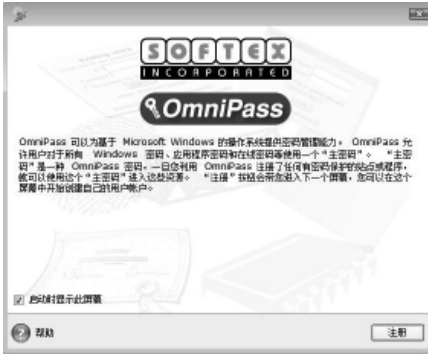 SOFTEX
INCORPORATED
OmniPass
OmniPass 可以为基于 Microsoft Windows 的操作系统提供密码管理能力。 OmniPass 允
许用户对于所有 Windows 密码、应用程序密码和在线密码等使用一个“主密码”。 “主密
码”是一种 OmniPass 密码，一旦您利用 OmniPass 注册了任何有密码保护的站点或程序，
就可以使用这个“主密码”进入这些资源。 “注册”按钮会带您进入下一个屏幕，您可以在这个
屏幕中开始创建自己的用户帐户。
启动时显示此屏幕
帮助
注册